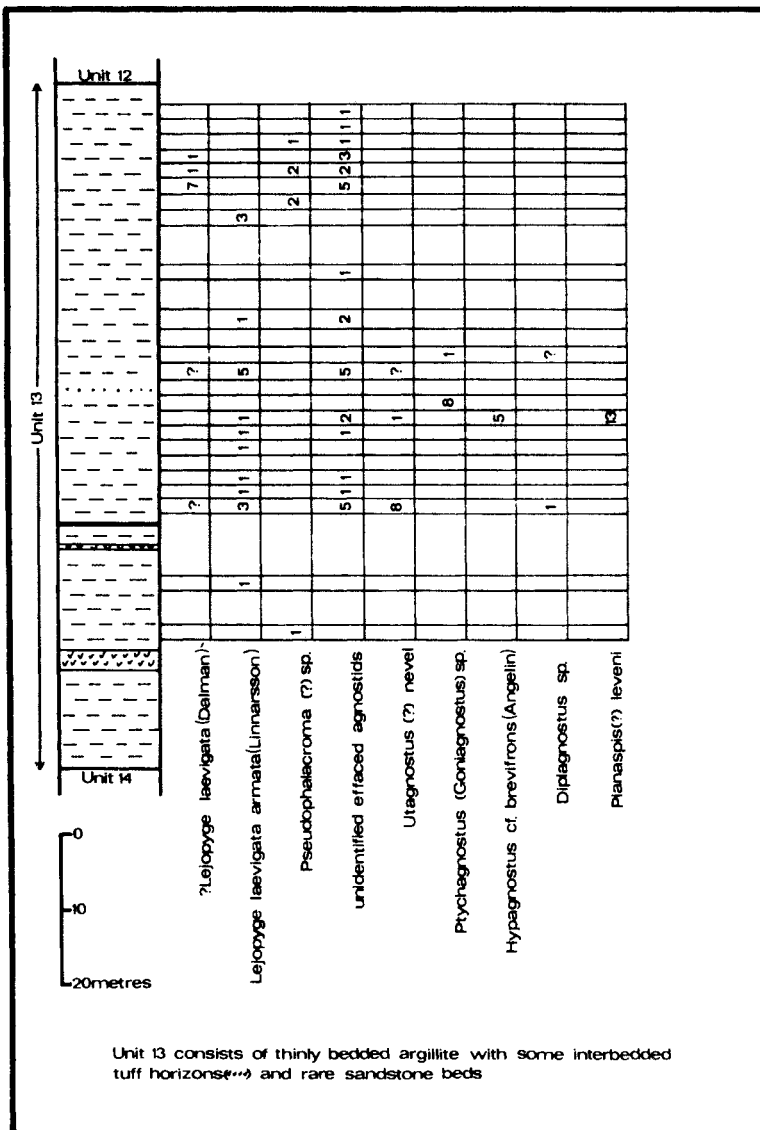 Unit 12
Unit 13
1
1
1 1
1 3
1 2 2
7 5
2
3
1
1 2
1 ?
? 5 5 ?
8
1 2 1 5 13
1 1
1
1 1
1 1
? 3 5 8 1
1
1
Unit 14
?Lejopyge laevigata (Dalman)
Lejopyge laevigata armata (Linnarsson)
Pseudophalacroma (?) sp.
unidentified effaced agnostids
Utagnostus (?) nevel
Ptychagnostus (Goniagnostus) sp.
Hypagnostus cf. brevifrons (Angelin)
Diplagnostus sp.
Planaspis(?) leveni
0
10
20metres
Unit 13 consists of thinly bedded argillite with some interbedded
tuff horizons(˅˅˅) and rare sandstone beds